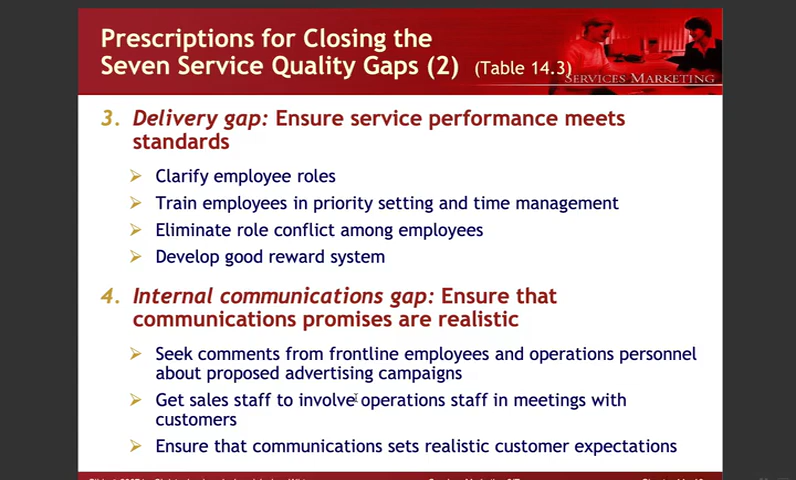 Prescriptions for Closing the
Seven Service Quality Gaps (2) (Table 14.3)
SERVICES MARKETING
3. Delivery gap: Ensure service performance meets
standards
Clarify employee roles
Train employees in priority setting and time management
Eliminate role conflict among employees
Develop good reward system
4. Internal communications gap: Ensure that
communications promises are realistic
Seek comments from frontline employees and operations personnel
about proposed advertising campaigns
Get sales staff to involve operations staff in meetings with
customers
Ensure that communications sets realistic customer expectations